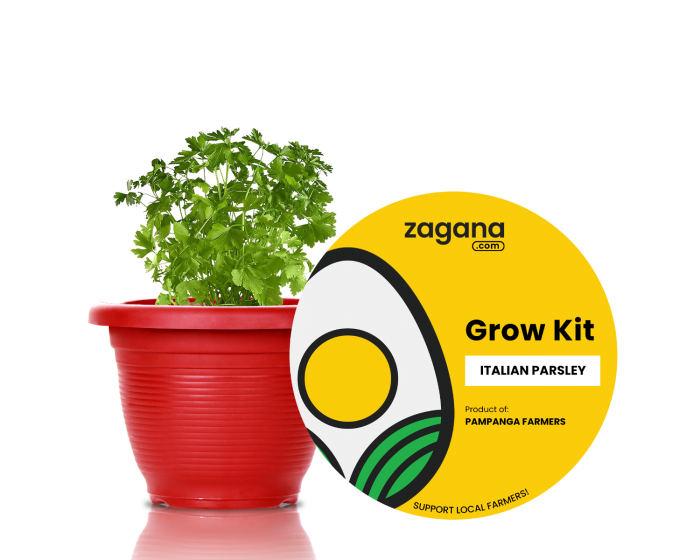 zagana
.com
Grow Kit
ITALIAN PARSLEY
Product of:
PAMPANGA FARMERS
SUPPORT LOCAL FARMERS!